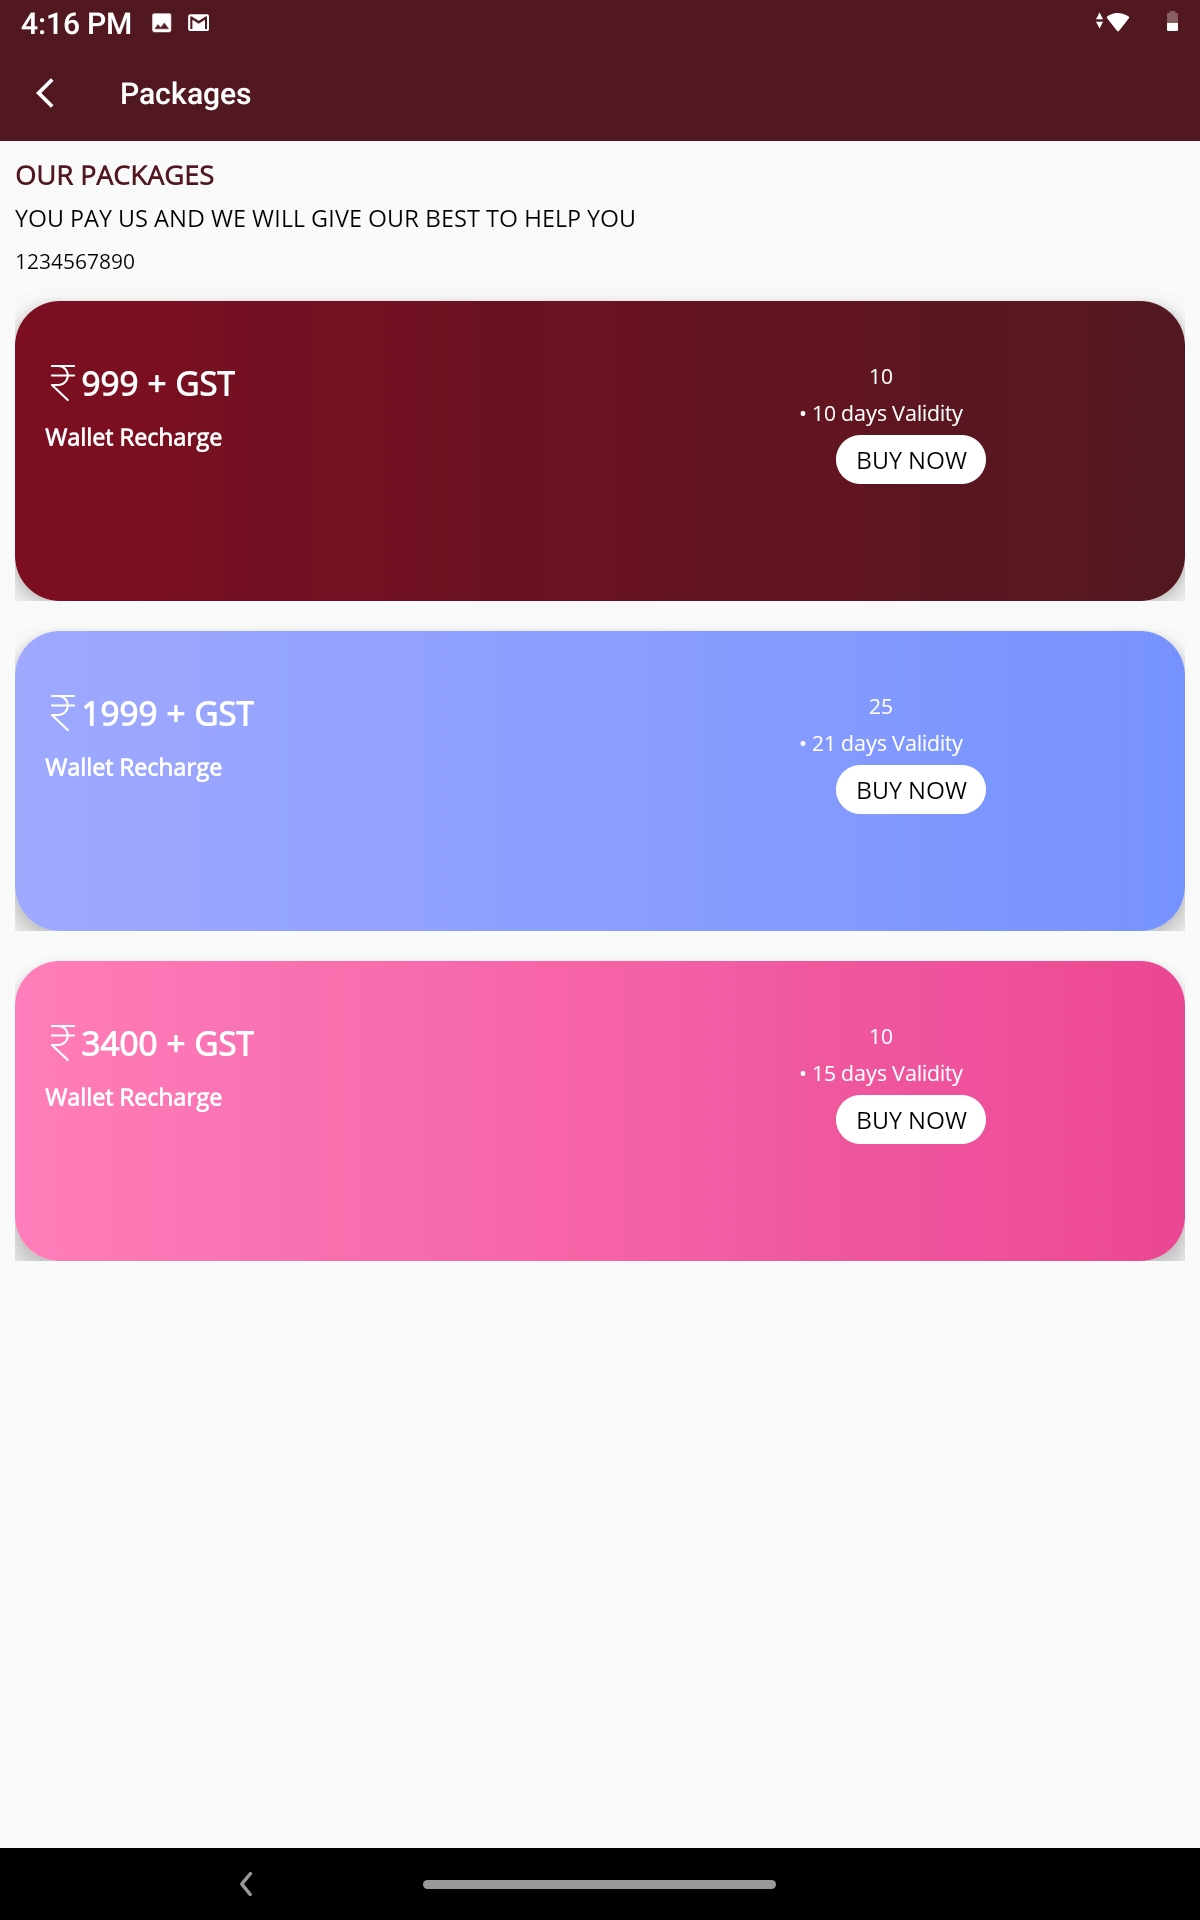 4:16 PM
Packages
OUR PACKAGES
YOU PAY US AND WE WILL GIVE OUR BEST TO HELP YOU
1234567890
₹ 999 + GST
Wallet Recharge
10
• 10 days Validity
BUY NOW
₹ 1999 + GST
Wallet Recharge
25
• 21 days Validity
BUY NOW
₹ 3400 + GST
Wallet Recharge
10
• 15 days Validity
BUY NOW